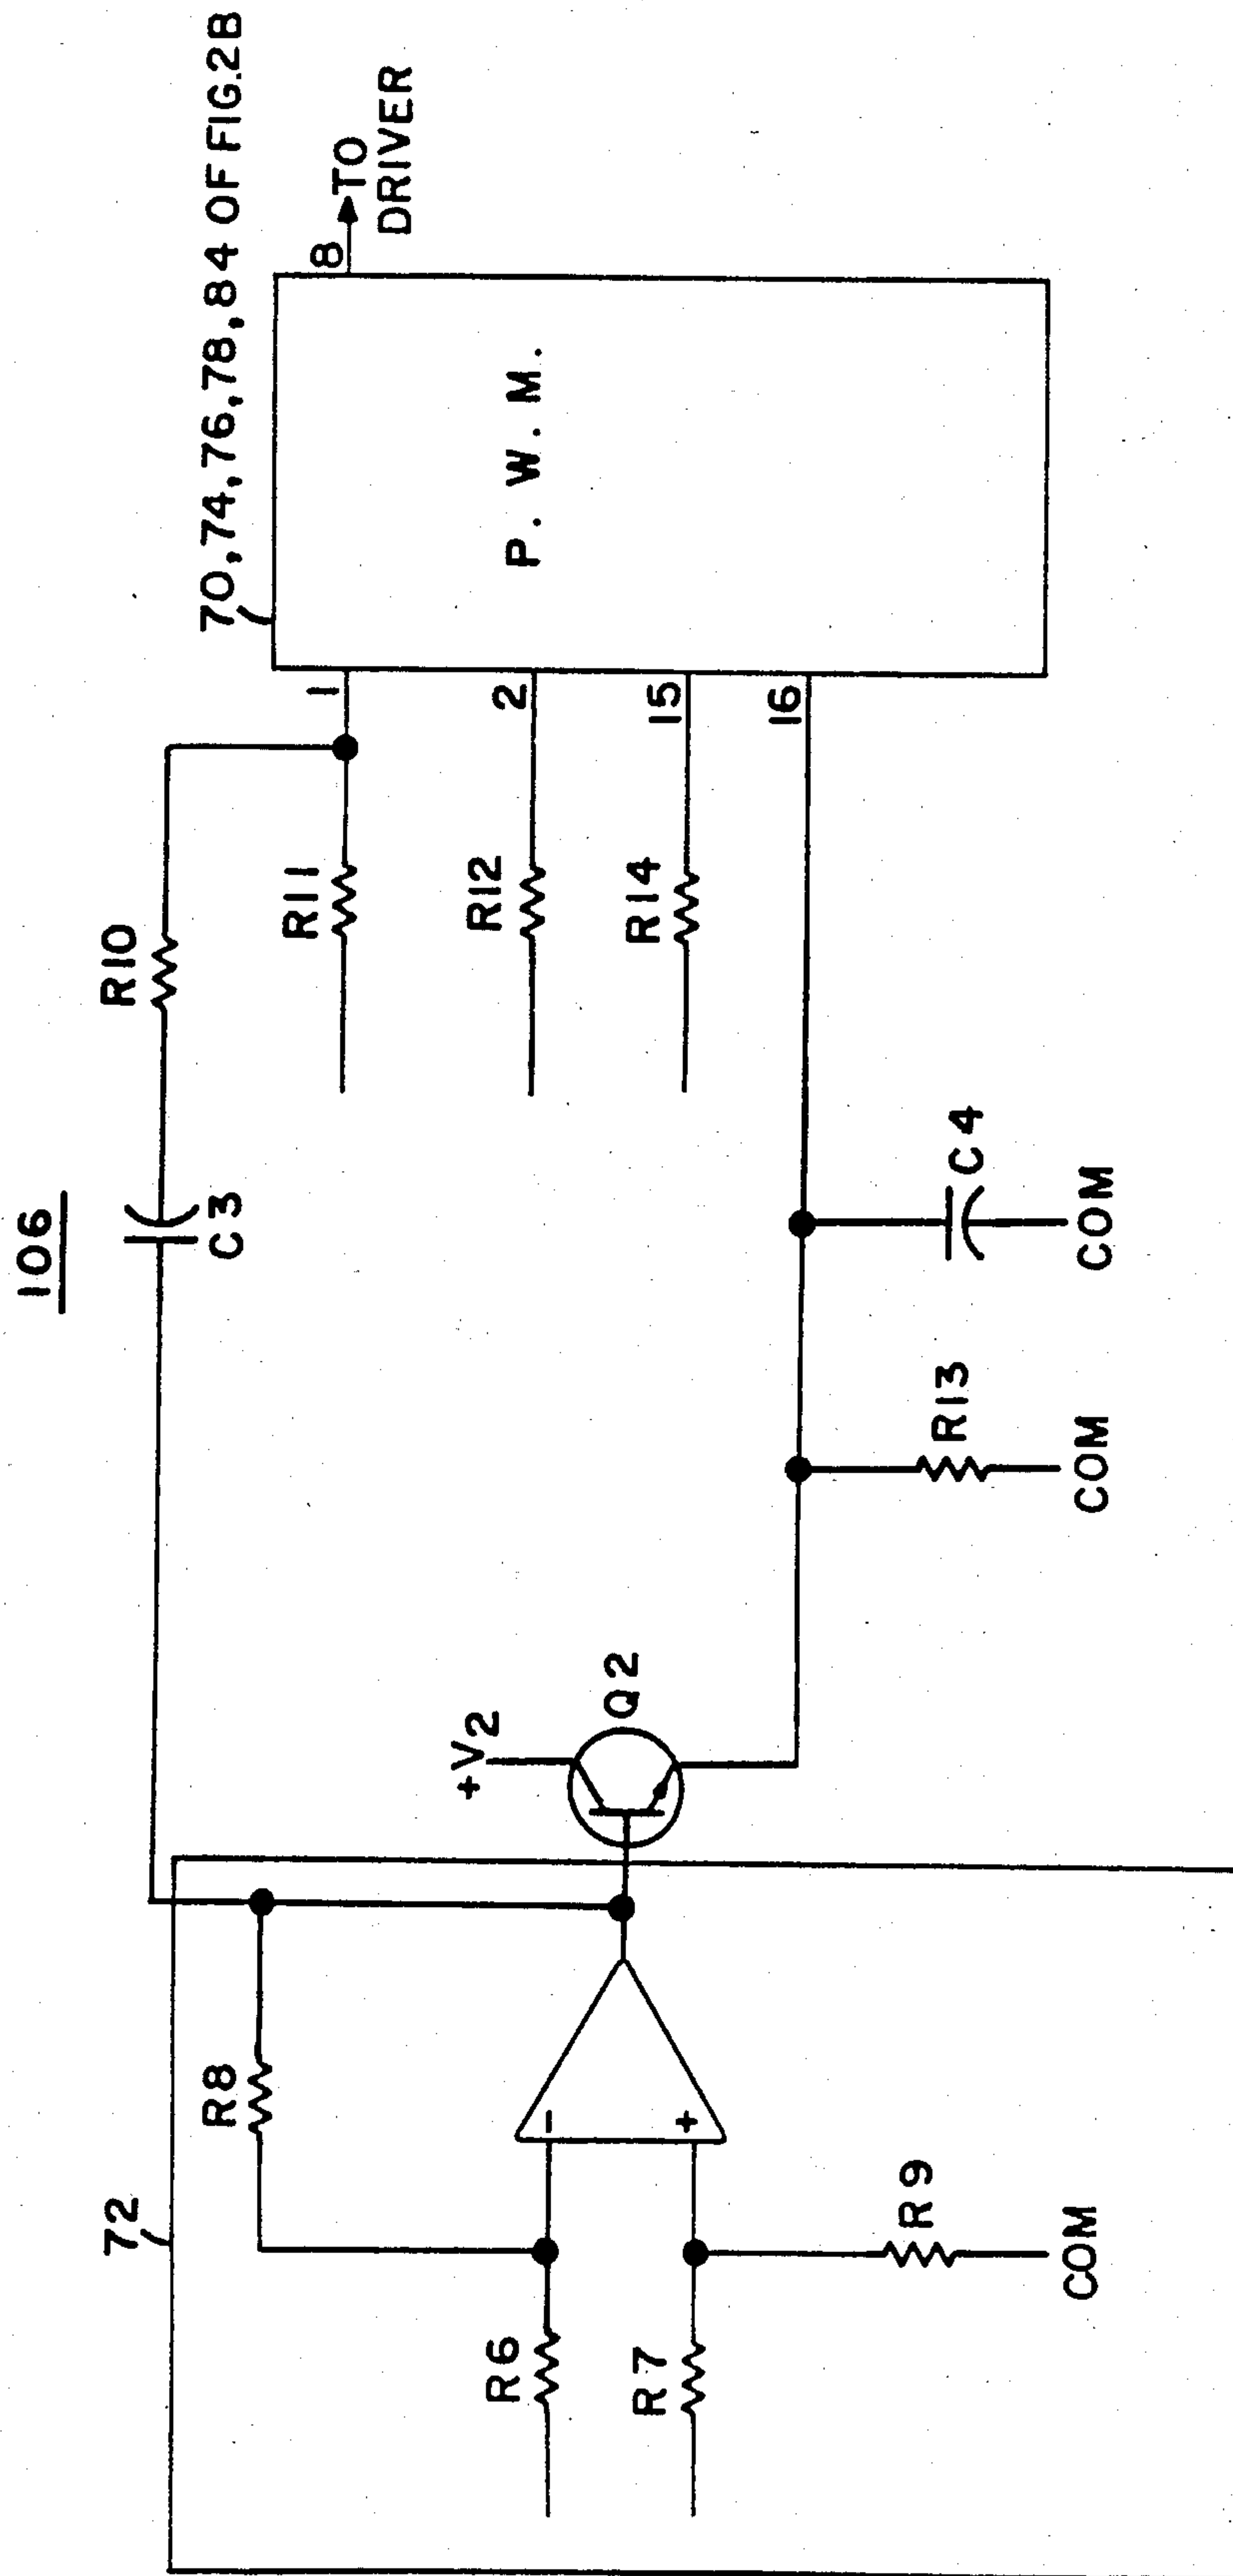 106
70,74,76,78,84 OF FIG.2B
72
R8
R6
R7
R9
COM
-
+
+V2
Q2
C3
R10
R11
R12
R14
R13
COM
C4
COM
1
2
15
16
P. W. M.
8
TO
DRIVER